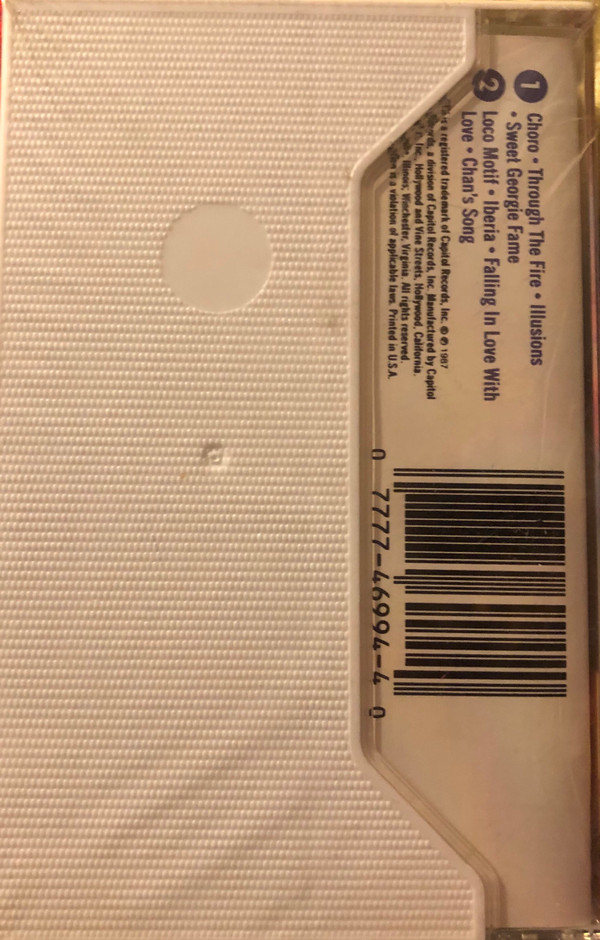 1 Choro • Through The Fire • Illusions
• Sweet Georgie Fame
2 Loco Motif • Iberia • Falling In Love With
Love • Chan's Song
is a registered trademark of Capitol Records, Inc. © ℗ 1987
a division of Capitol Records, Inc. Manufactured by Capitol
Inc., Hollywood and Vine Streets, Hollywood, California.
Illinois, Winchester, Virginia. All rights reserved.
is a violation of applicable laws. Printed in U.S.A.
0 7777-46994-4 0